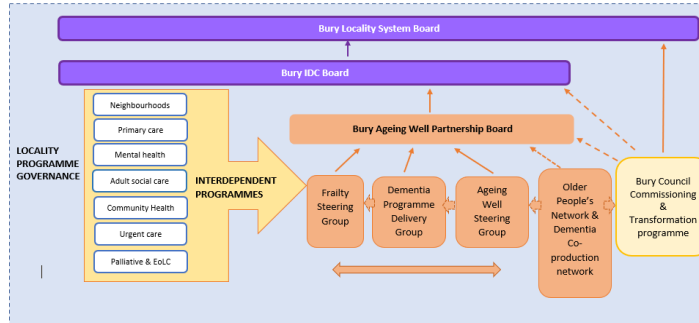 Bury Locality System Board
Bury IDC Board
Bury Ageing Well Partnership Board
LOCALITY
PROGRAMME
GOVERNANCE
Neighbourhoods
Primary care
Mental health
Adult social care
Community Health
Urgent care
Palliative & EoLC
INTERDEPENDENT
PROGRAMMES
Frailty
Steering
Group
Dementia
Programme
Delivery
Group
Ageing
Well
Steering
Group
Older
People's
Network &
Dementia
Co-
production
network
Bury Council
Commissioning
&
Transformation
programme